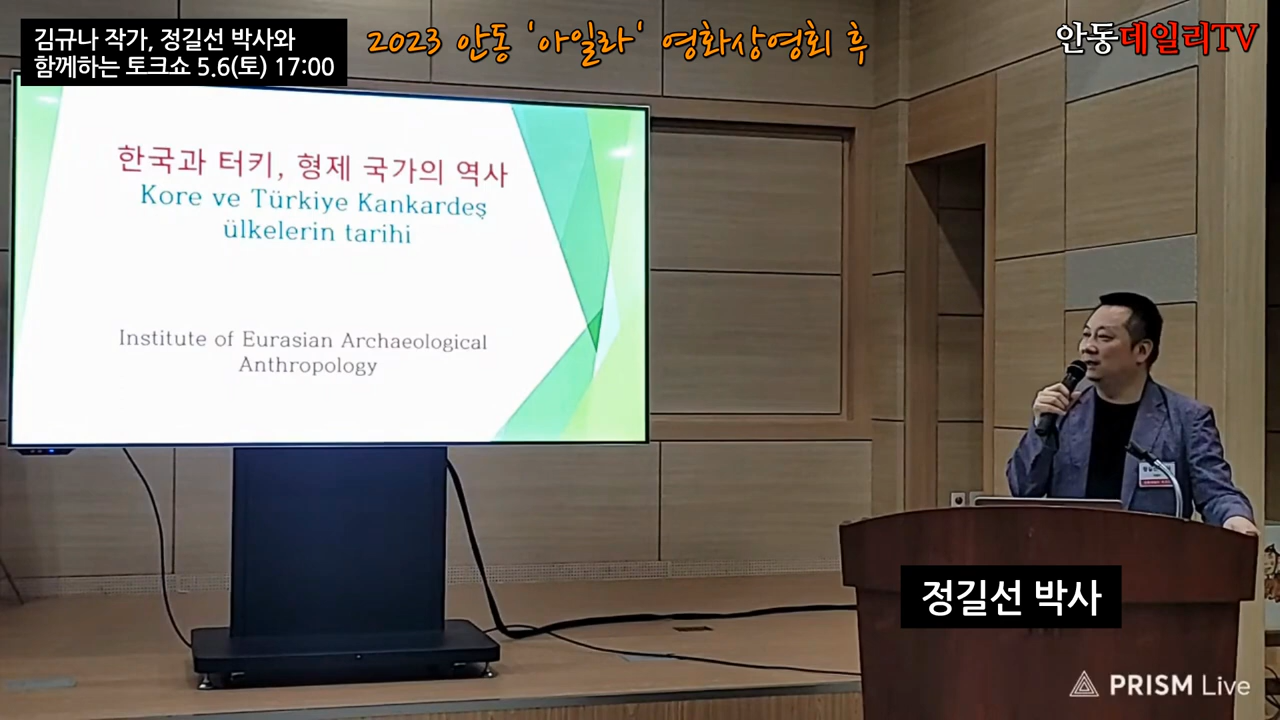 김규나 작가, 정길선 박사와
함께하는 토크쇼 5.6(토) 17:00
2023 안동 '아일라' 영화상영회 후
안동데일리TV
한국과 터키, 형제 국가의 역사
Kore ve Türkiye Kankardeş
ülkelerin tarihi
Institute of Eurasian Archaeological
Anthropology
정길선 박사
PRISM Live